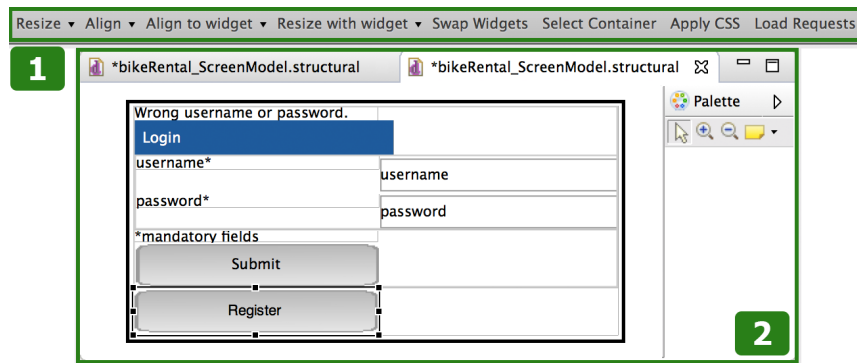 Resize Align Align to widget Resize with widget Swap Widgets Select Container Apply CSS Load Requests
1
*bikeRental_ScreenModel.structural *bikeRental_ScreenModel.structural
Palette
Wrong username or password.
Login
username*
username
password*
password
*mandatory fields
Submit
Register
2